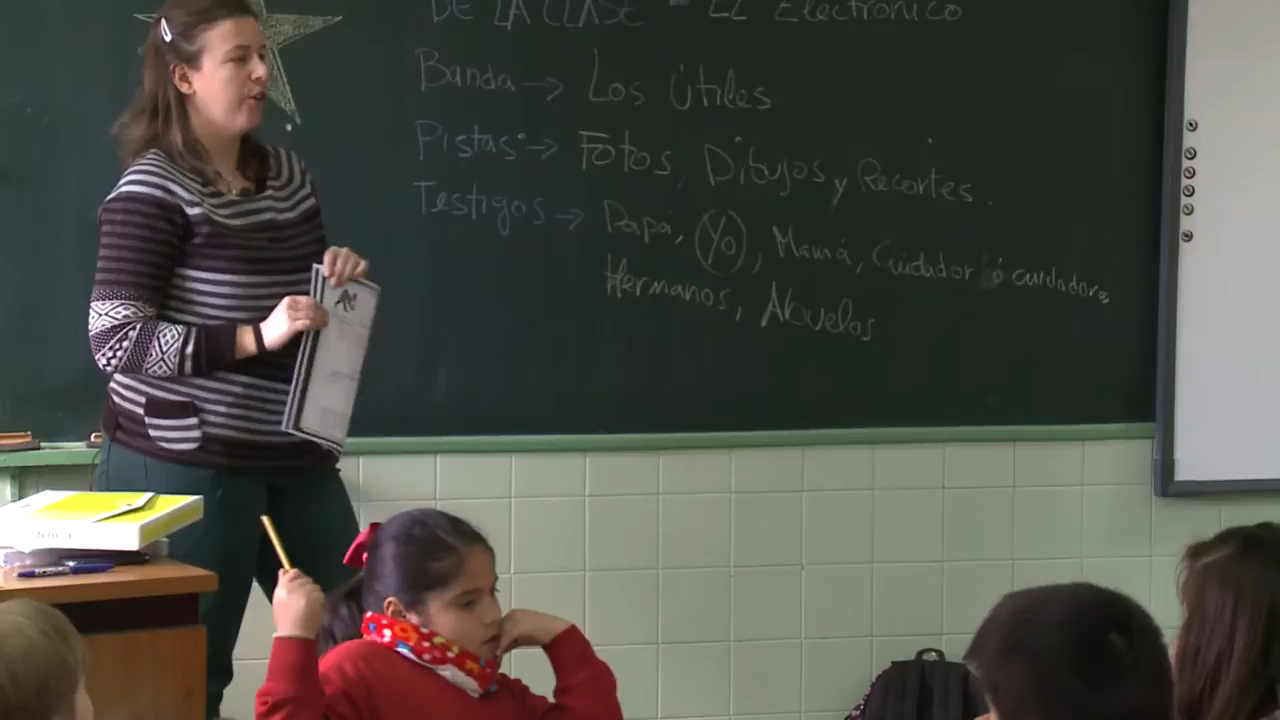 DE LA CLASE = EL Electrónico
Banda → Los Útiles
Pistas → Fotos, Dibujos y Recortes.
Testigos → Papá, Yo, Mamá, Cuidador ó cuidadora
Hermanos, Abuelos